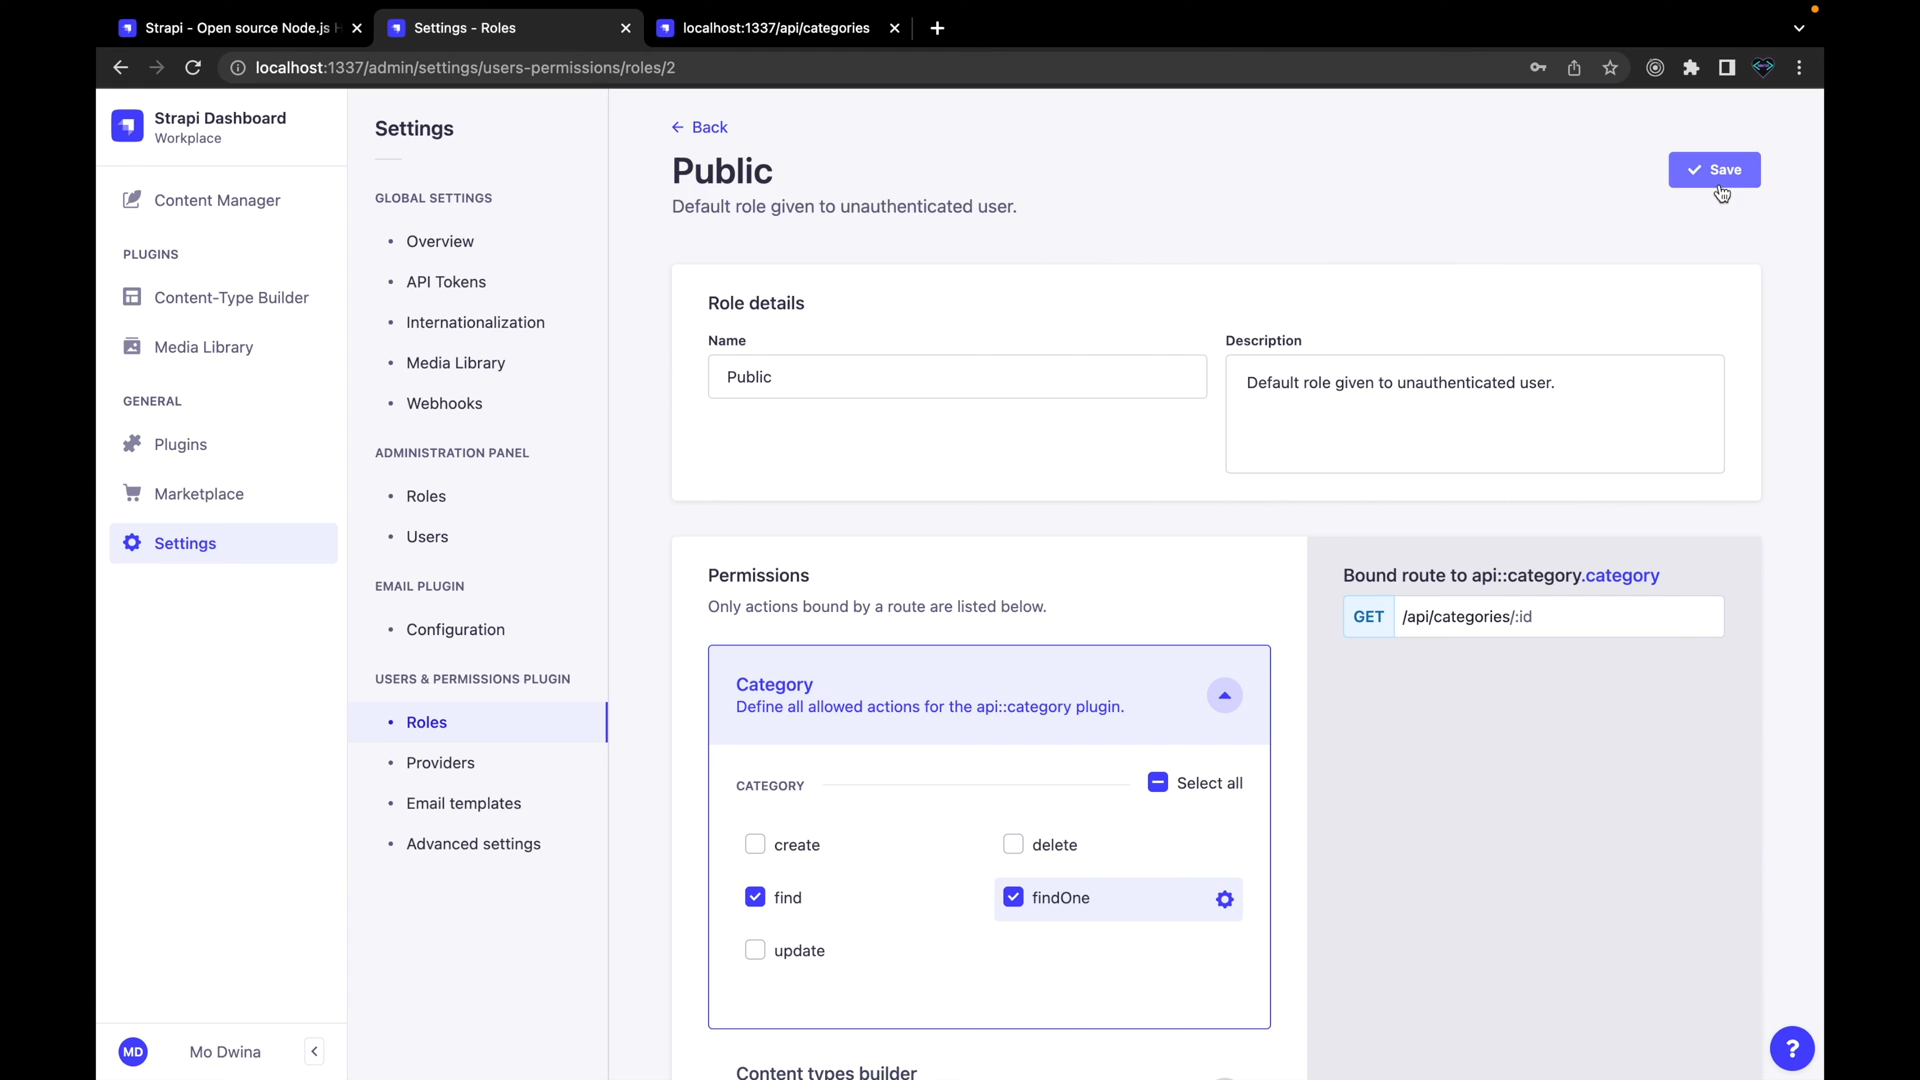 Strapi - Open source Node.js H
Settings - Roles
localhost:1337/api/categories
localhost:1337/admin/settings/users-permissions/roles/2
Strapi Dashboard
Workplace
Content Manager
PLUGINS
Content-Type Builder
Media Library
GENERAL
Plugins
Marketplace
Settings
MD
Mo Dwina
Settings
GLOBAL SETTINGS
Overview
API Tokens
Internationalization
Media Library
Webhooks
ADMINISTRATION PANEL
Roles
Users
EMAIL PLUGIN
Configuration
USERS & PERMISSIONS PLUGIN
Roles
Providers
Email templates
Advanced settings
Back
Public
Default role given to unauthenticated user.
Save
Role details
Name
Public
Description
Default role given to unauthenticated user.
Permissions
Only actions bound by a route are listed below.
Category
Define all allowed actions for the api::category plugin.
CATEGORY
Select all
create
delete
find
findOne
update
Content types builder
Bound route to api::category.category
GET /api/categories/:id
?